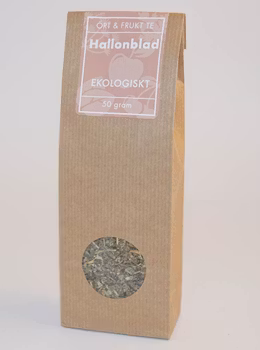 ÖRT & FRUKT TE
Hallonblad
EKOLOGISKT
50 gram